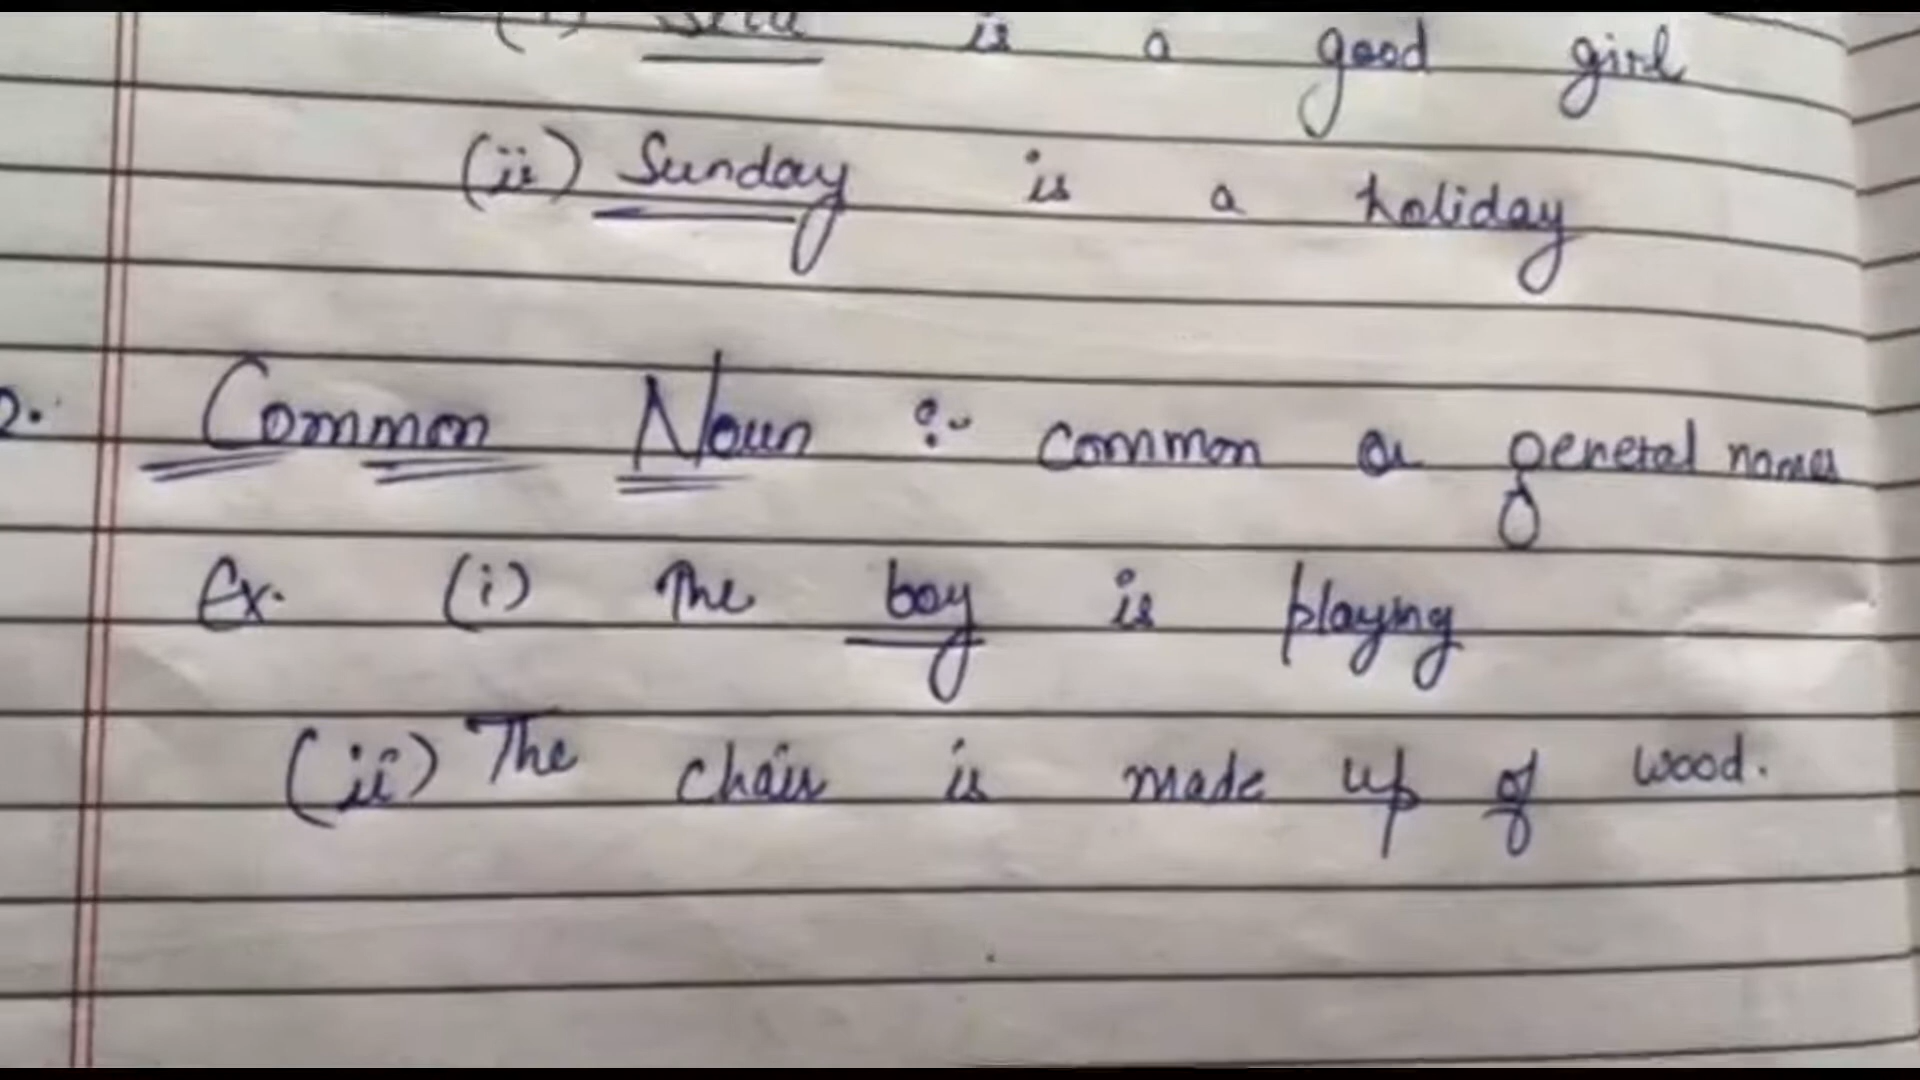 (i) is a good girl
(ii) Sunday is a holiday
2. Common Noun :- common or general names
Ex. (i) The boy is playing
(ii) The chair is made up of wood.